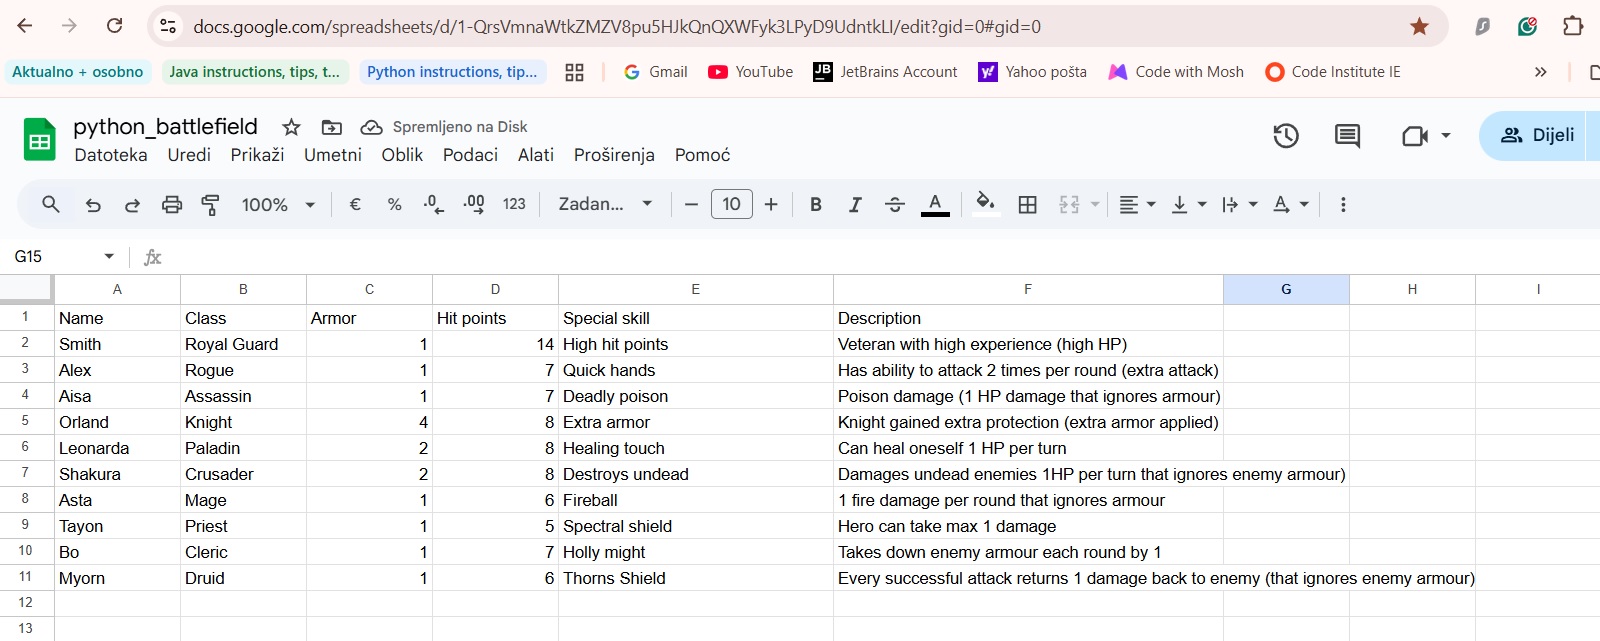 docs.google.com/spreadsheets/d/1-QrsVmnaWtkZMZV8pu5HJkQnQXWFyk3LPyD9UdntkLI/edit?gid=0#gid=0
Aktualno + osobno Java instructions, tips, t... Python instructions, tip... Gmail YouTube JB JetBrains Account y! Yahoo pošta Code with Mosh Code Institute IE »
python_battlefield Spremljeno na Disk
Datoteka Uredi Prikaži Umetni Oblik Podaci Alati Proširenja Pomoć Dijeli
100% € % .0 .00 123 Zadan... − 10 + B I S A A
G15 fx
A B C D E F G H I
1 Name Class Armor Hit points Special skill Description
2 Smith Royal Guard 1 14 High hit points Veteran with high experience (high HP)
3 Alex Rogue 1 7 Quick hands Has ability to attack 2 times per round (extra attack)
4 Aisa Assassin 1 7 Deadly poison Poison damage (1 HP damage that ignores armour)
5 Orland Knight 4 8 Extra armor Knight gained extra protection (extra armor applied)
6 Leonarda Paladin 2 8 Healing touch Can heal oneself 1 HP per turn
7 Shakura Crusader 2 8 Destroys undead Damages undead enemies 1HP per turn that ignores enemy armour)
8 Asta Mage 1 6 Fireball 1 fire damage per round that ignores armour
9 Tayon Priest 1 5 Spectral shield Hero can take max 1 damage
10 Bo Cleric 1 7 Holly might Takes down enemy armour each round by 1
11 Myorn Druid 1 6 Thorns Shield Every successful attack returns 1 damage back to enemy (that ignores enemy armour)
12
13